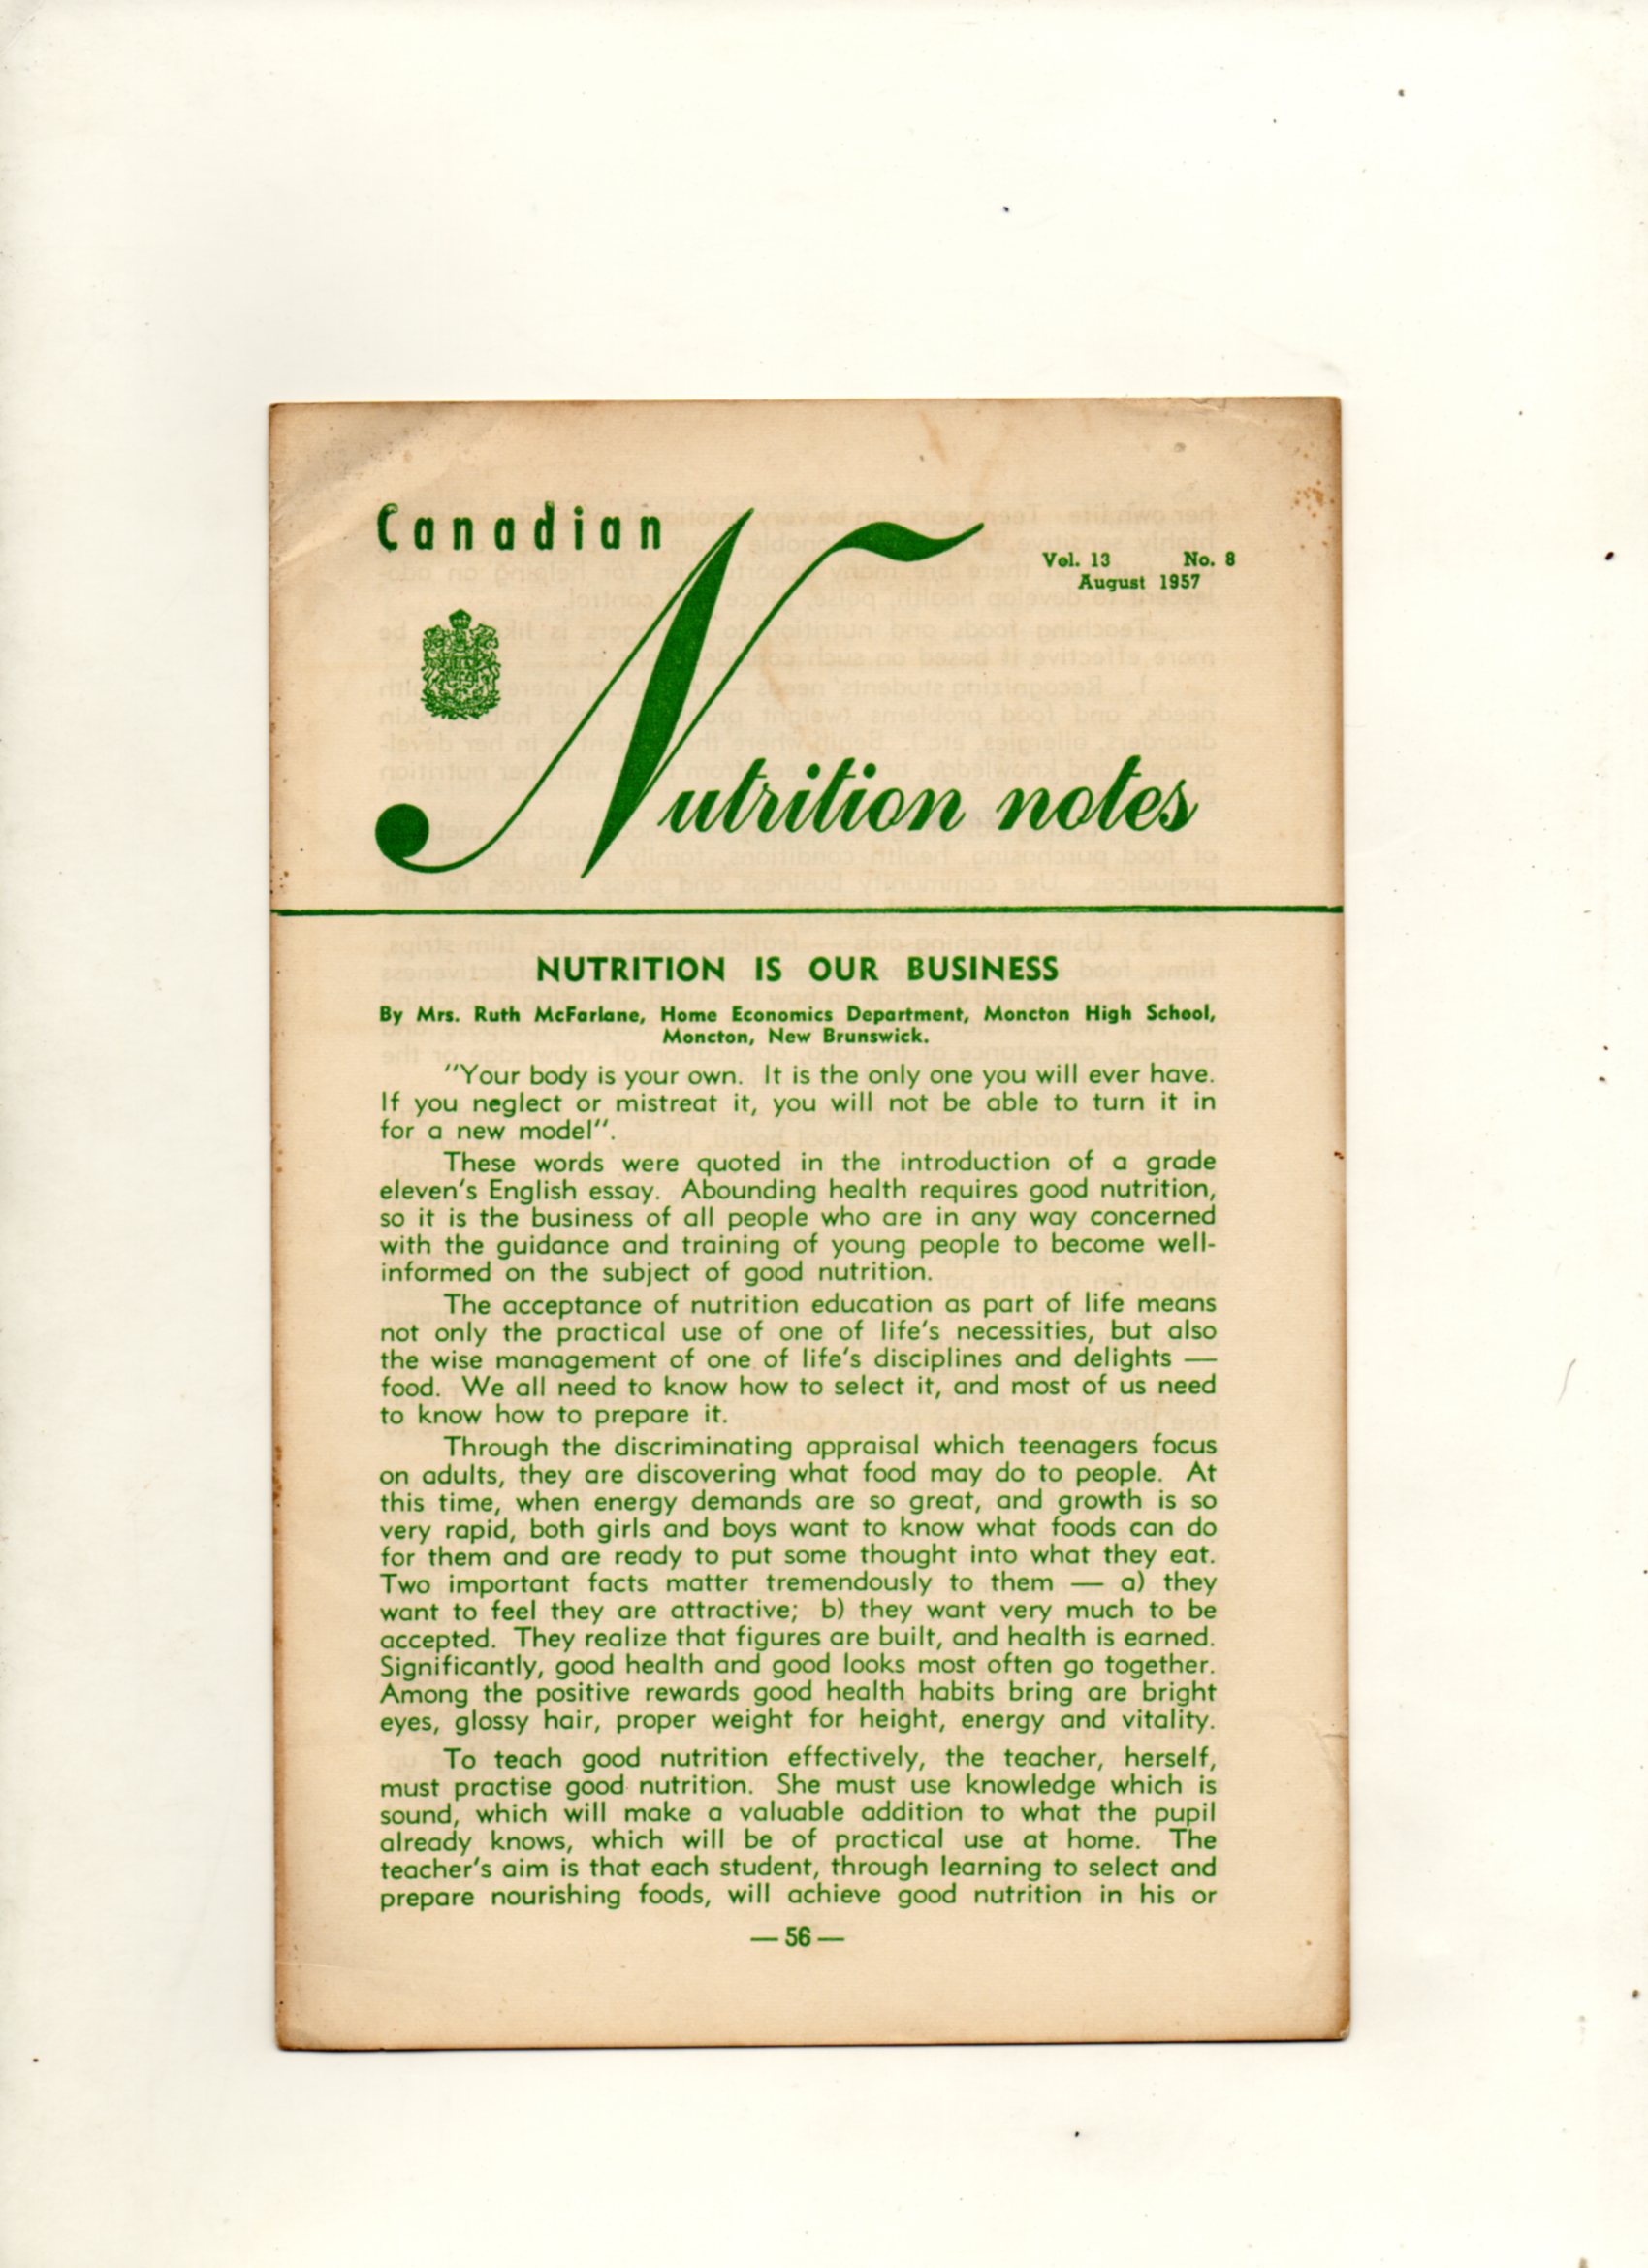 Canadian
Nutrition notes
Vol. 13 No. 8
August 1957
NUTRITION IS OUR BUSINESS
By Mrs. Ruth McFarlane, Home Economics Department, Moncton High School,
Moncton, New Brunswick.
"Your body is your own. It is the only one you will ever have.
If you neglect or mistreat it, you will not be able to turn it in
for a new model".
These words were quoted in the introduction of a grade
eleven's English essay. Abounding health requires good nutrition,
so it is the business of all people who are in any way concerned
with the guidance and training of young people to become well-
informed on the subject of good nutrition.
The acceptance of nutrition education as part of life means
not only the practical use of one of life's necessities, but also
the wise management of one of life's disciplines and delights —
food. We all need to know how to select it, and most of us need
to know how to prepare it.
Through the discriminating appraisal which teenagers focus
on adults, they are discovering what food may do to people. At
this time, when energy demands are so great, and growth is so
very rapid, both girls and boys want to know what foods can do
for them and are ready to put some thought into what they eat.
Two important facts matter tremendously to them — a) they
want to feel they are attractive; b) they want very much to be
accepted. They realize that figures are built, and health is earned.
Significantly, good health and good looks most often go together.
Among the positive rewards good health habits bring are bright
eyes, glossy hair, proper weight for height, energy and vitality.
To teach good nutrition effectively, the teacher, herself,
must practise good nutrition. She must use knowledge which is
sound, which will make a valuable addition to what the pupil
already knows, which will be of practical use at home. The
teacher's aim is that each student, through learning to select and
prepare nourishing foods, will achieve good nutrition in his or
— 56 —